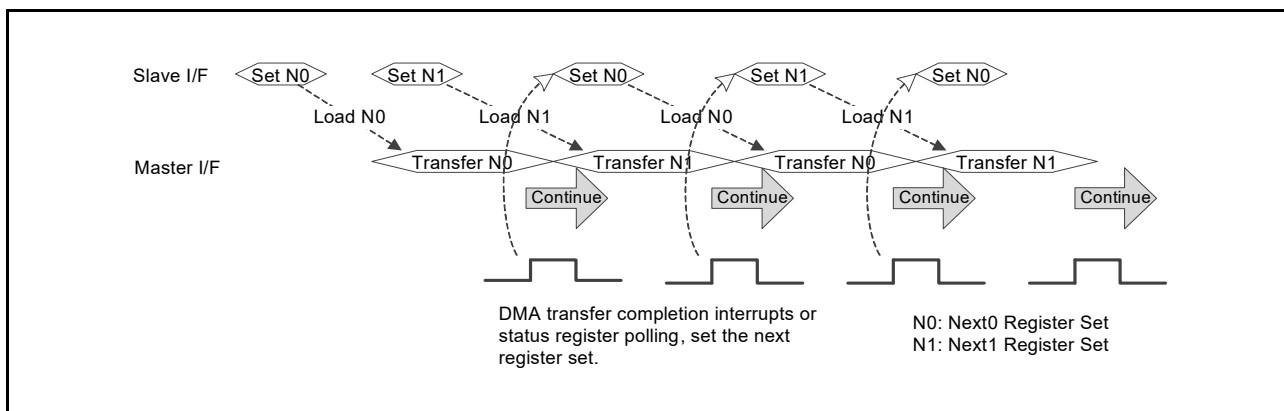 Slave I/F
Set N0
Set N1
Set N0
Set N1
Set N0
Load N0
Load N1
Load N0
Load N1
Master I/F
Transfer N0
Transfer N1
Transfer N0
Transfer N1
Continue
Continue
Continue
Continue
DMA transfer completion interrupts or
status register polling, set the next
register set.
N0: Next0 Register Set
N1: Next1 Register Set